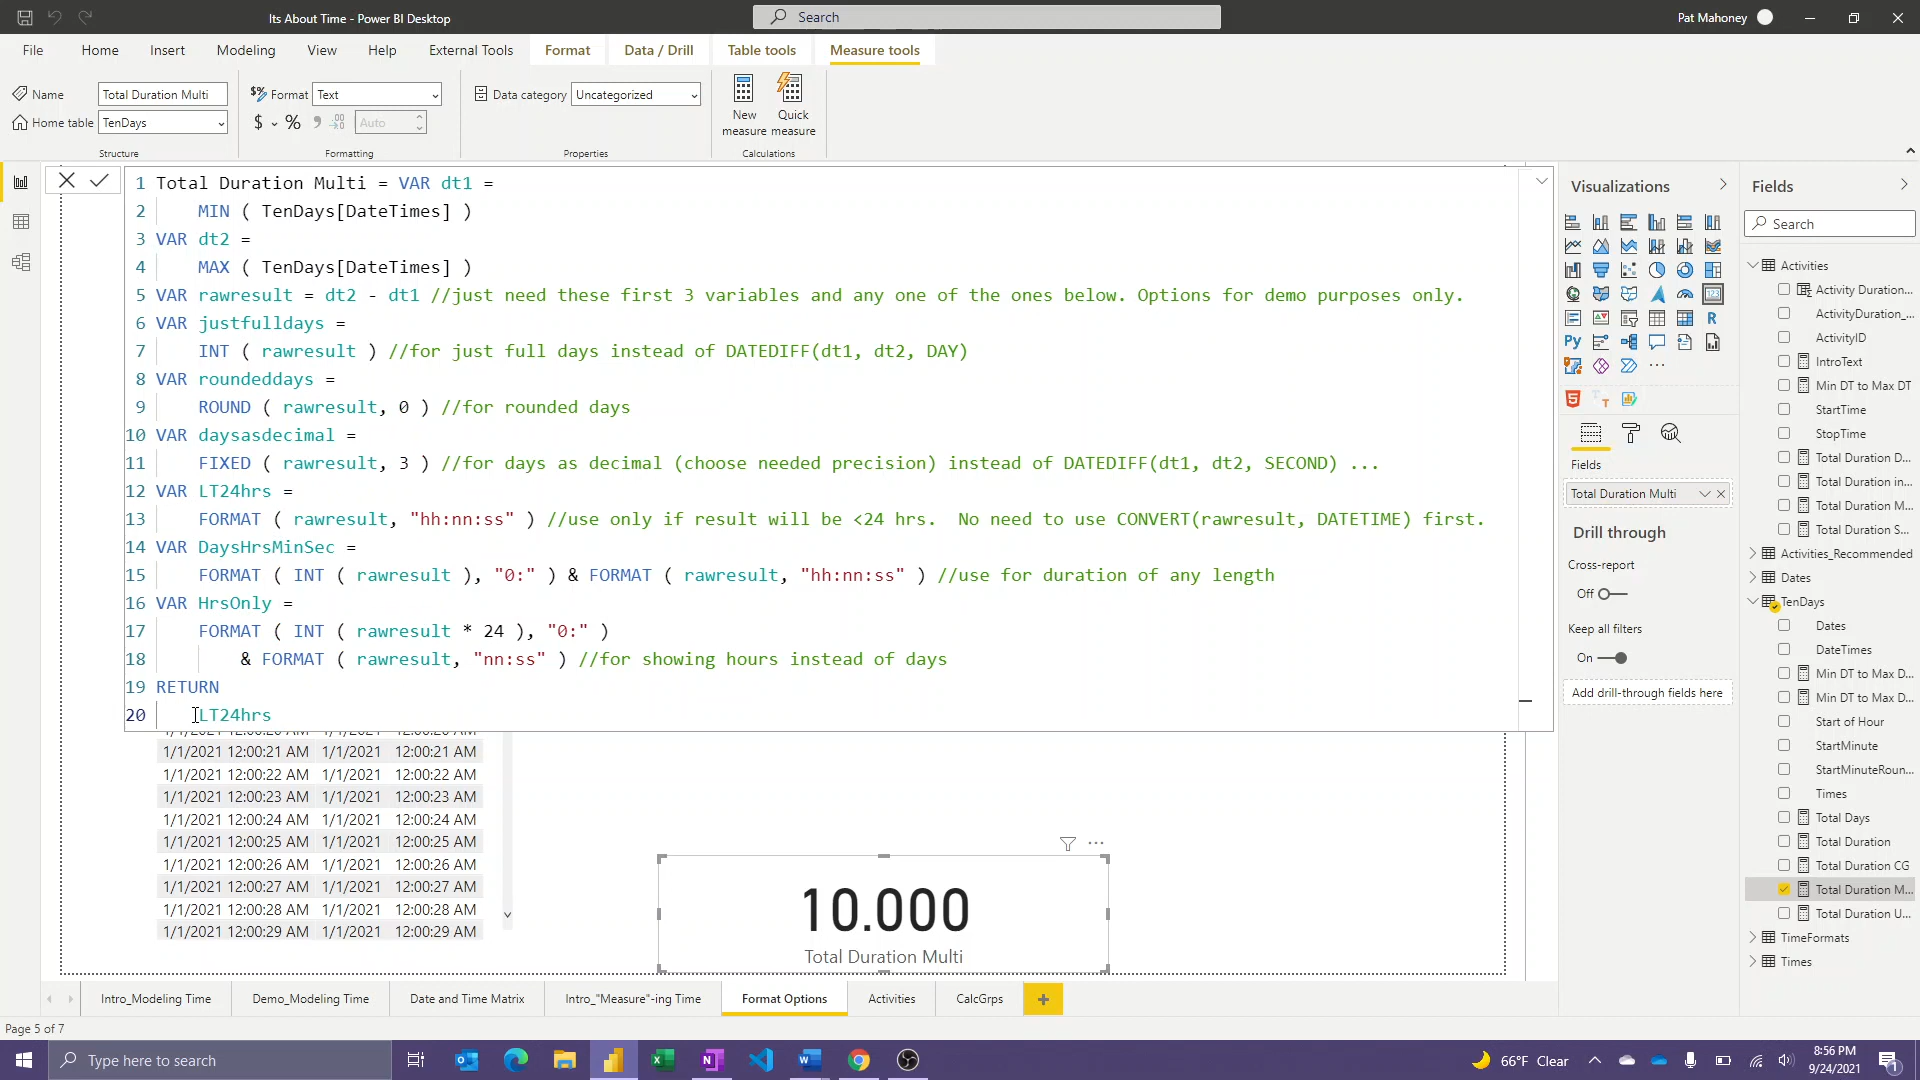 Its About Time - Power BI Desktop
Search
Pat Mahoney
File
Home
Insert
Modeling
View
Help
External Tools
Format
Data / Drill
Table tools
Measure tools
Name
Total Duration Multi
Home table
TenDays
Structure
$% Format
Text
$
%
Auto
Formatting
Data category
Uncategorized
Properties
New measure
Quick measure
Calculations
1 Total Duration Multi = VAR dt1 =
2 MIN ( TenDays[DateTimes] )
3 VAR dt2 =
4 MAX ( TenDays[DateTimes] )
5 VAR rawresult = dt2 - dt1 //just need these first 3 variables and any one of the ones below. Options for demo purposes only.
6 VAR justfulldays =
7 INT ( rawresult ) //for just full days instead of DATEDIFF(dt1, dt2, DAY)
8 VAR roundeddays =
9 ROUND ( rawresult, 0 ) //for rounded days
10 VAR daysasdecimal =
11 FIXED ( rawresult, 3 ) //for days as decimal (choose needed precision) instead of DATEDIFF(dt1, dt2, SECOND) ...
12 VAR LT24hrs =
13 FORMAT ( rawresult, "hh:nn:ss" ) //use only if result will be <24 hrs.  No need to use CONVERT(rawresult, DATETIME) first.
14 VAR DaysHrsMinSec =
15 FORMAT ( INT ( rawresult ), "0:" ) & FORMAT ( rawresult, "hh:nn:ss" ) //use for duration of any length
16 VAR HrsOnly =
17 FORMAT ( INT ( rawresult * 24 ), "0:" )
18 & FORMAT ( rawresult, "nn:ss" ) //for showing hours instead of days
19 RETURN
20 LT24hrs
1/1/2021 12:00:21 AM 1/1/2021 12:00:21 AM
1/1/2021 12:00:22 AM 1/1/2021 12:00:22 AM
1/1/2021 12:00:23 AM 1/1/2021 12:00:23 AM
1/1/2021 12:00:24 AM 1/1/2021 12:00:24 AM
1/1/2021 12:00:25 AM 1/1/2021 12:00:25 AM
1/1/2021 12:00:26 AM 1/1/2021 12:00:26 AM
1/1/2021 12:00:27 AM 1/1/2021 12:00:27 AM
1/1/2021 12:00:28 AM 1/1/2021 12:00:28 AM
1/1/2021 12:00:29 AM 1/1/2021 12:00:29 AM
10.000
Total Duration Multi
Visualizations
R
Py
Fields
Total Duration Multi
Drill through
Cross-report
Off
Keep all filters
On
Add drill-through fields here
Fields
Search
Activities
Activity Duration...
ActivityDuration_...
ActivityID
IntroText
Min DT to Max DT
StartTime
StopTime
Total Duration D...
Total Duration in...
Total Duration M...
Total Duration S...
Activities_Recommended
Dates
TenDays
Dates
DateTimes
Min DT to Max D...
Min DT to Max D...
Start of Hour
StartMinute
StartMinuteRoun...
Times
Total Days
Total Duration
Total Duration CG
Total Duration M...
Total Duration U...
TimeFormats
Times
Intro_Modeling Time
Demo_Modeling Time
Date and Time Matrix
Intro_"Measure"-ing Time
Format Options
Activities
CalcGrps
+
Page 5 of 7
Type here to search
66°F Clear
8:56 PM
9/24/2021
1